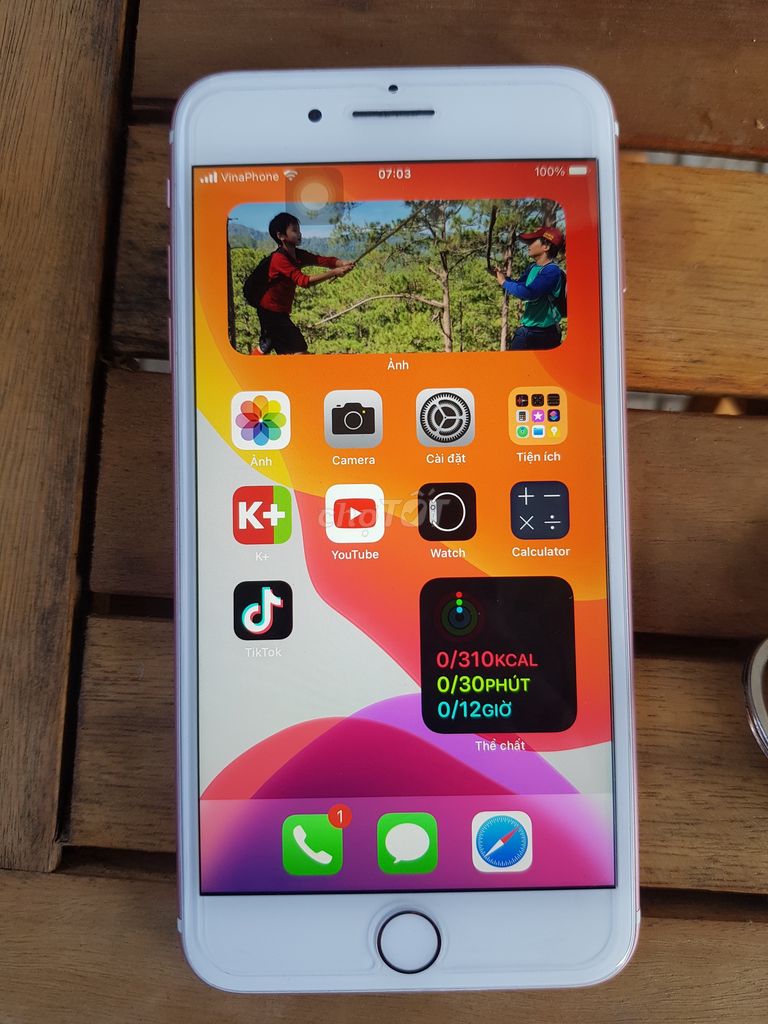 VinaPhone 07:03 100%
Ảnh
Ảnh Camera Cài đặt Tiện ích
K+
chợTỐT
K+ YouTube Watch Calculator
TikTok
0/310KCAL
0/30PHÚT
0/12GIỜ
Thể chất
1